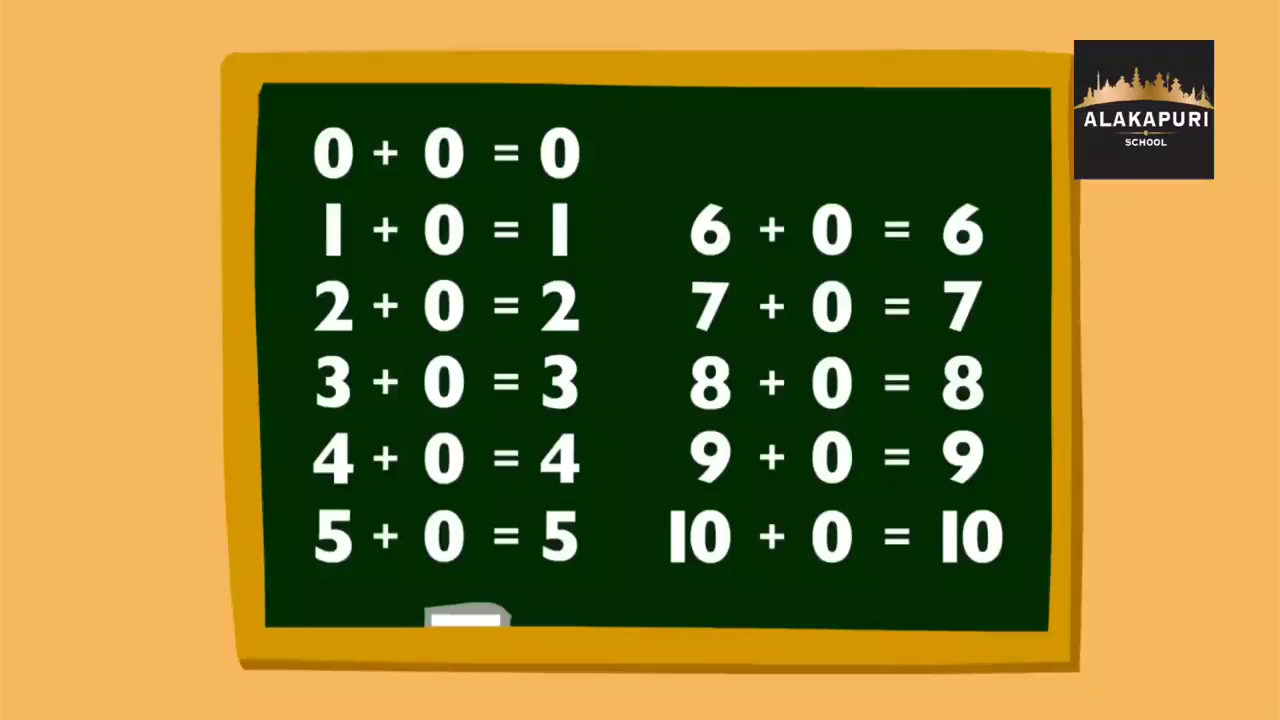 0 + 0 = 0
1 + 0 = 1
2 + 0 = 2
3 + 0 = 3
4 + 0 = 4
5 + 0 = 5
6 + 0 = 6
7 + 0 = 7
8 + 0 = 8
9 + 0 = 9
10 + 0 = 10
ALAKAPURI
SCHOOL